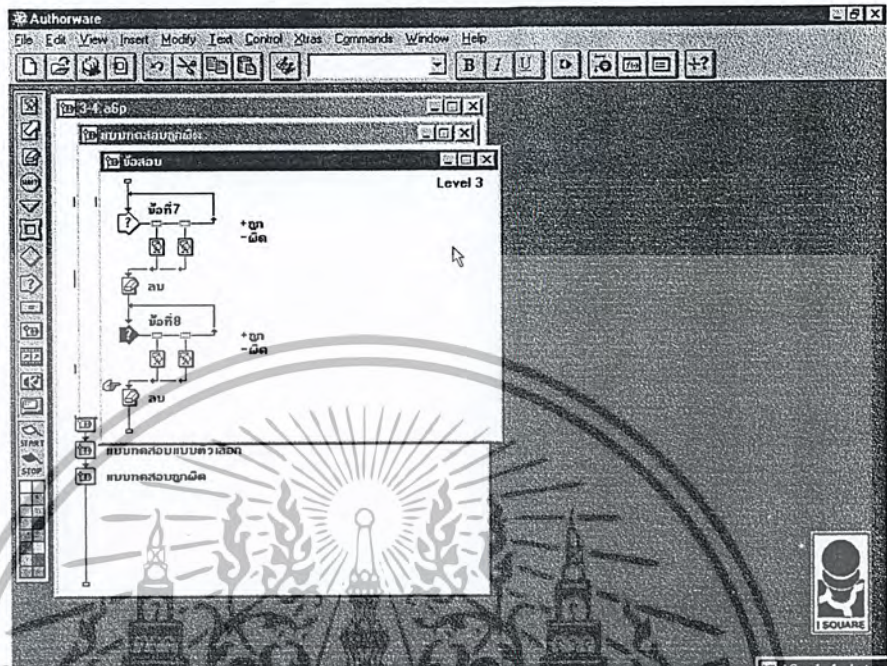 Authorware
File Edit View Insert Modify Text Control Xtras Commands Window Help
B I U
3-4.a6p
แบบทดสอบถูกผิด
ข้อสอบ
Level 3
ข้อที่7
+ถูก
-ผิด
ลบ
ข้อที่8
+ถูก
-ผิด
ลบ
แบบทดสอบแบบตัวเลือก
แบบทดสอบถูกผิด
START
STOP
I SQUARE